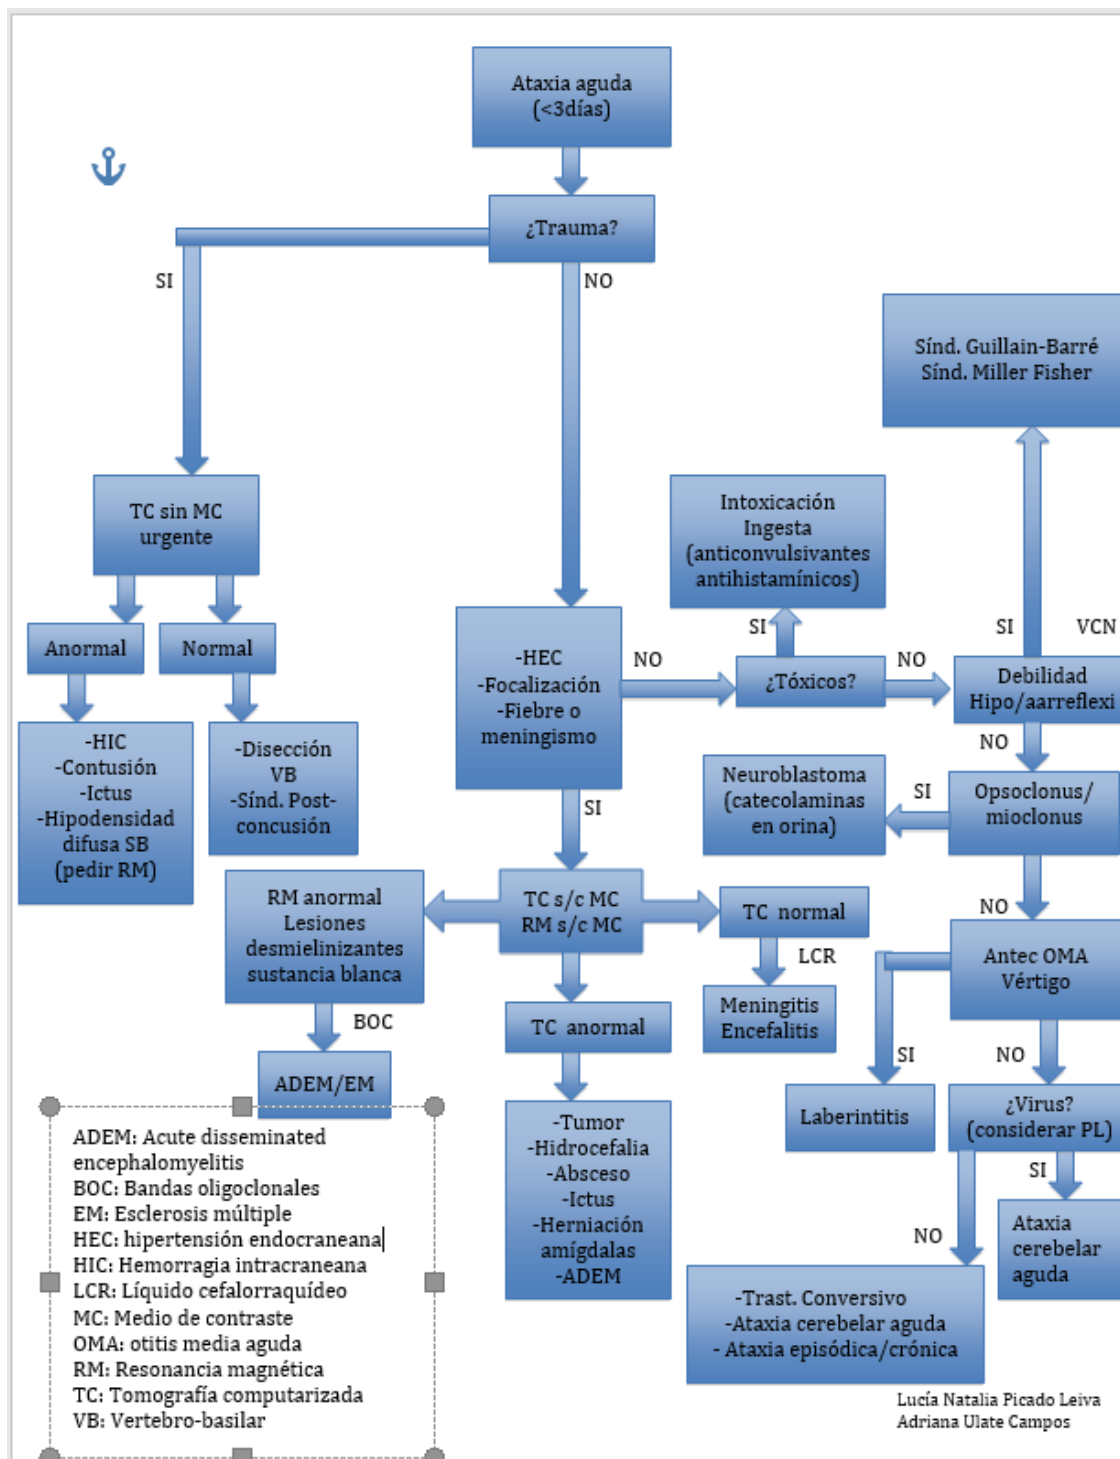 Ataxia aguda
(<3días)
¿Trauma?
SI
NO
TC sin MC
urgente
Anormal
Normal
-HIC
-Contusión
-Ictus
-Hipodensidad
difusa SB
(pedir RM)
-Disección
VB
-Sínd. Post-
concusión
-HEC
-Focalización
-Fiebre o
meningismo
NO
SI
¿Tóxicos?
SI
NO
Intoxicación
Ingesta
(anticonvulsivantes
antihistamínicos)
Debilidad
Hipo/aarreflexi
SI
VCN
NO
Sínd. Guillain-Barré
Sínd. Miller Fisher
Opsoclonus/
mioclonus
SI
NO
Neuroblastoma
(catecolaminas
en orina)
Antec OMA
Vértigo
SI
NO
Laberintitis
¿Virus?
(considerar PL)
SI
NO
Ataxia
cerebelar
aguda
-Trast. Conversivo
-Ataxia cerebelar aguda
- Ataxia episódica/crónica
TC s/c MC
RM s/c MC
RM anormal
Lesiones
desmielinizantes
sustancia blanca
BOC
ADEM/EM
TC anormal
-Tumor
-Hidrocefalia
-Absceso
-Ictus
-Herniación
amígdalas
-ADEM
TC normal
LCR
Meningitis
Encefalitis
ADEM: Acute disseminated
encephalomyelitis
BOC: Bandas oligoclonales
EM: Esclerosis múltiple
HEC: hipertensión endocraneana
HIC: Hemorragia intracraneana
LCR: Líquido cefalorraquídeo
MC: Medio de contraste
OMA: otitis media aguda
RM: Resonancia magnética
TC: Tomografía computarizada
VB: Vertebro-basilar
Lucía Natalia Picado Leiva
Adriana Ulate Campos